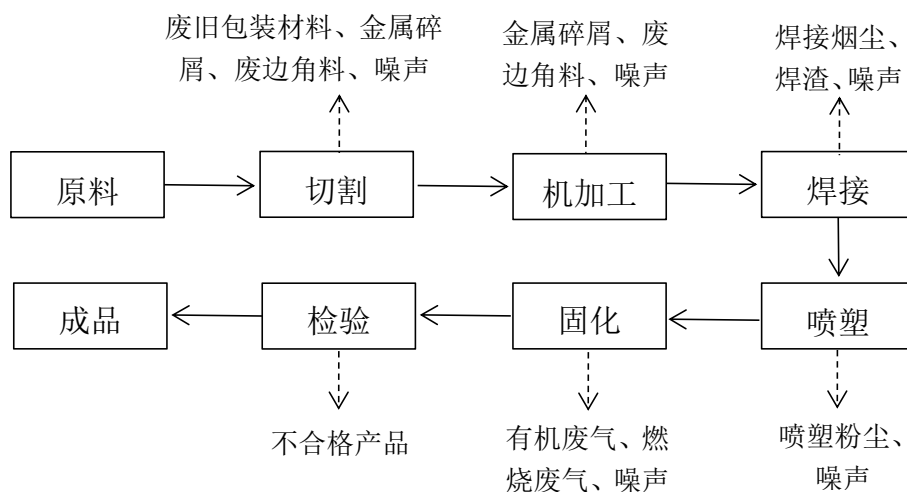 废旧包装材料、金属碎
屑、废边角料、噪声
金属碎屑、废
边角料、噪声
焊接烟尘、
焊渣、噪声
原料
切割
机加工
焊接
成品
检验
固化
喷塑
不合格产品
有机废气、燃
烧废气、噪声
喷塑粉尘、
噪声